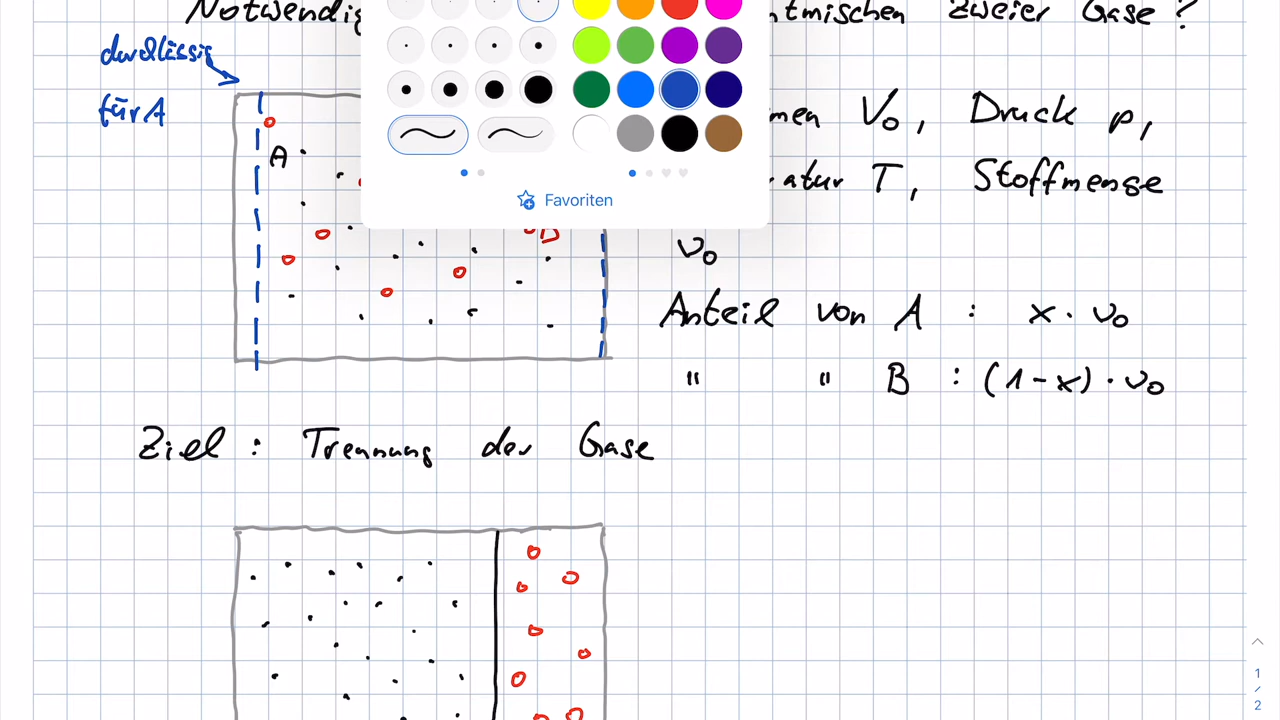 Notwendig ntmischen zweier Gase?
durchlässig
für A
men V₀, Druck p,
A
ratur T, Stoffmenge
B
ν₀
Anteil von A : x · ν₀
" " B : (1-x) · ν₀
Ziel : Trennung der Gase
Favoriten
1
/
2